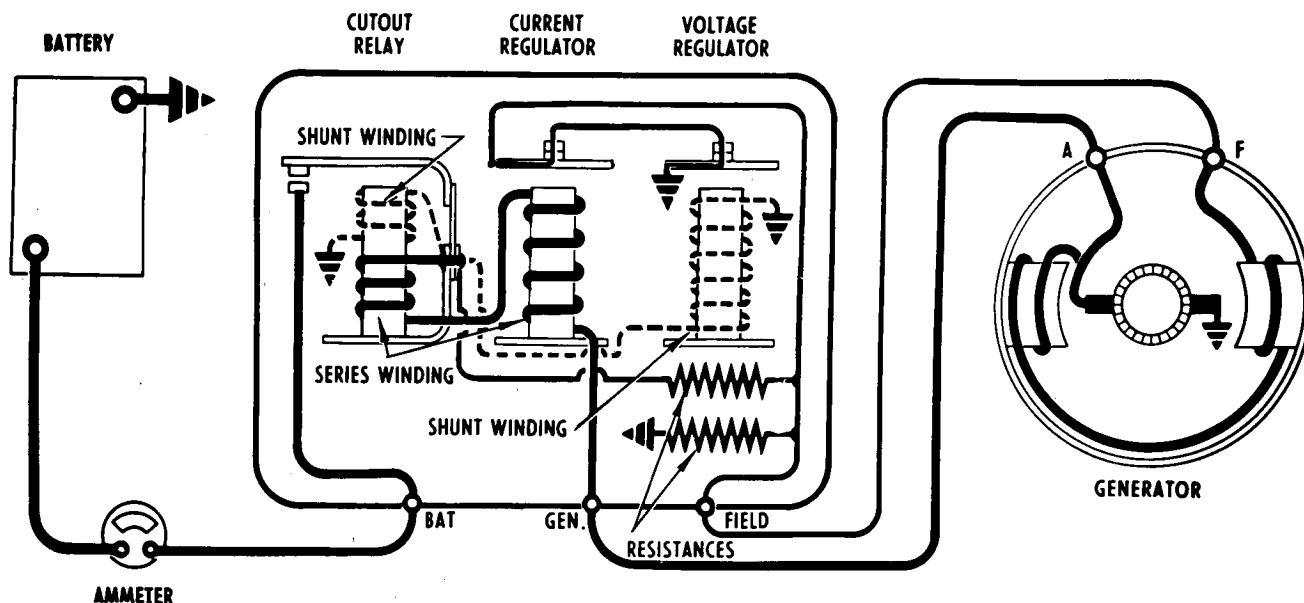 BATTERY
CUTOUT
RELAY
CURRENT
REGULATOR
VOLTAGE
REGULATOR
SHUNT WINDING
A
F
SERIES WINDING
SHUNT WINDING
BAT
GEN.
FIELD
RESISTANCES
GENERATOR
AMMETER